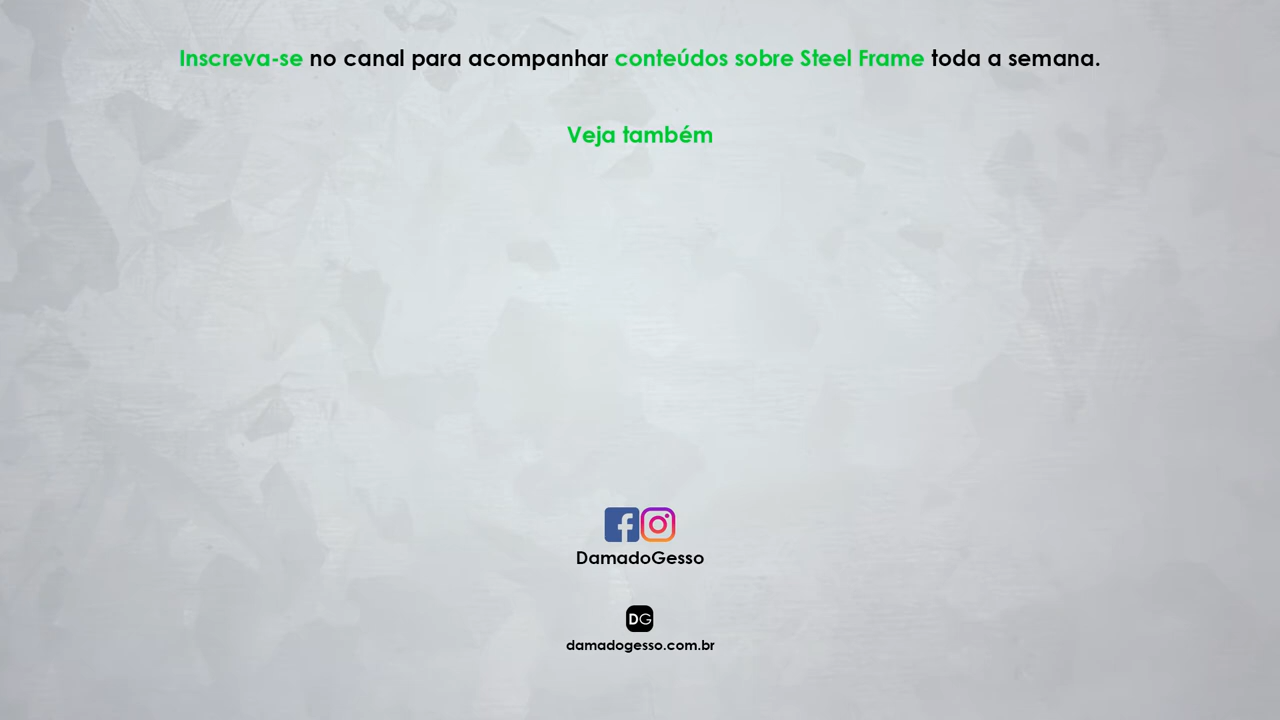 Inscreva-se no canal para acompanhar conteúdos sobre Steel Frame toda a semana.
Veja também
DamadoGesso
DG
damadogesso.com.br